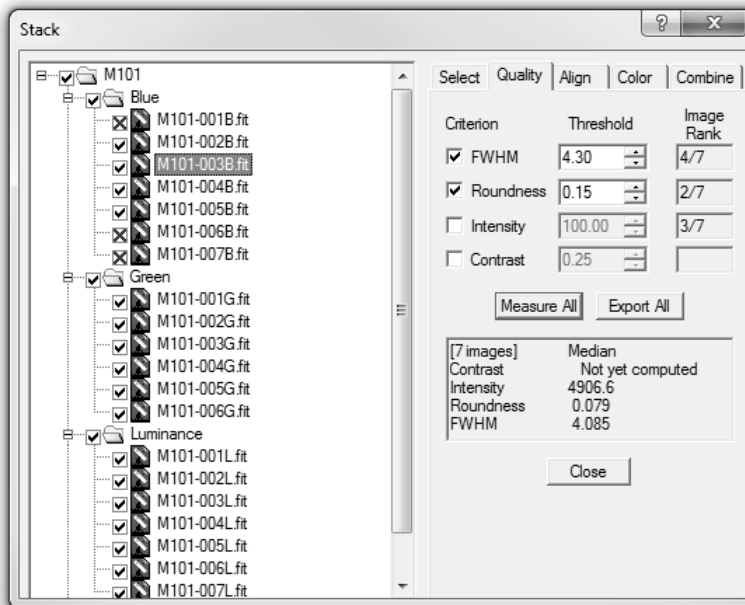 Stack
M101
Blue
M101-001B.fit
M101-002B.fit
M101-003B.fit
M101-004B.fit
M101-005B.fit
M101-006B.fit
M101-007B.fit
Green
M101-001G.fit
M101-002G.fit
M101-003G.fit
M101-004G.fit
M101-005G.fit
M101-006G.fit
Luminance
M101-001L.fit
M101-002L.fit
M101-003L.fit
M101-004L.fit
M101-005L.fit
M101-006L.fit
M101-007L.fit
Select Quality Align Color Combine
Criterion Threshold Image Rank
FWHM 4.30 4/7
Roundness 0.15 2/7
Intensity 100.00 3/7
Contrast 0.25
Measure All Export All
[7 images] Median
Contrast Not yet computed
Intensity 4906.6
Roundness 0.079
FWHM 4.085
Close